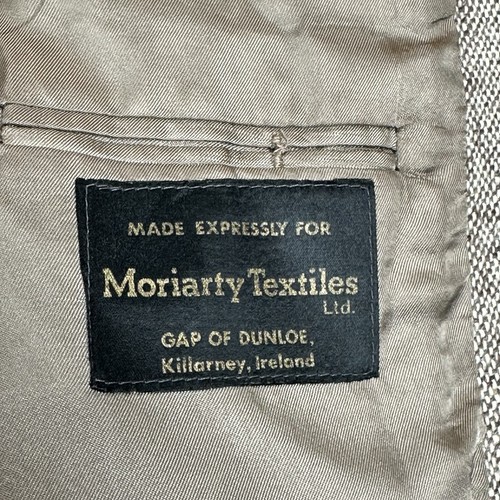 MADE EXPRESSLY FOR
Moriarty Textiles
Ltd.
GAP OF DUNLOE,
Killarney, Ireland